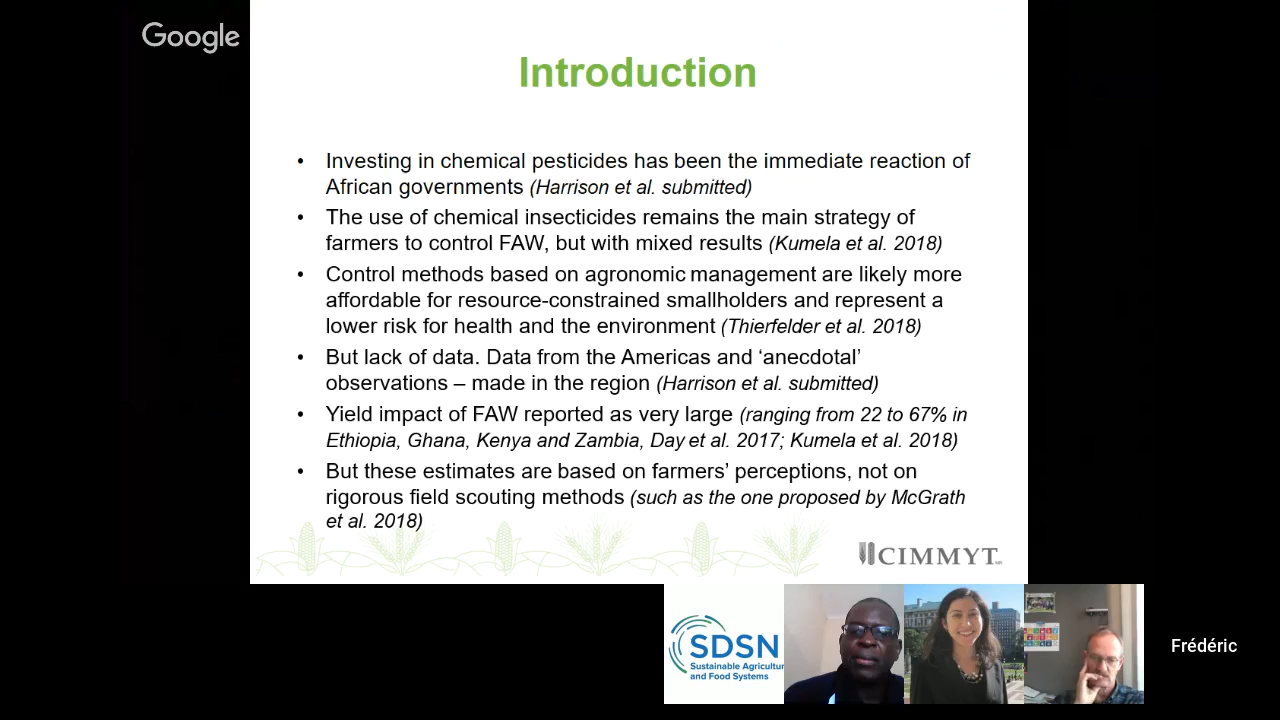 Google
Introduction
• Investing in chemical pesticides has been the immediate reaction of
African governments (Harrison et al. submitted)
• The use of chemical insecticides remains the main strategy of
farmers to control FAW, but with mixed results (Kumela et al. 2018)
• Control methods based on agronomic management are likely more
affordable for resource-constrained smallholders and represent a
lower risk for health and the environment (Thierfelder et al. 2018)
• But lack of data. Data from the Americas and ‘anecdotal’
observations – made in the region (Harrison et al. submitted)
• Yield impact of FAW reported as very large (ranging from 22 to 67% in
Ethiopia, Ghana, Kenya and Zambia, Day et al. 2017; Kumela et al. 2018)
• But these estimates are based on farmers’ perceptions, not on
rigorous field scouting methods (such as the one proposed by McGrath
et al. 2018)
CIMMYT
SDSN
Sustainable Agricultu
and Food Systems
Frédéric